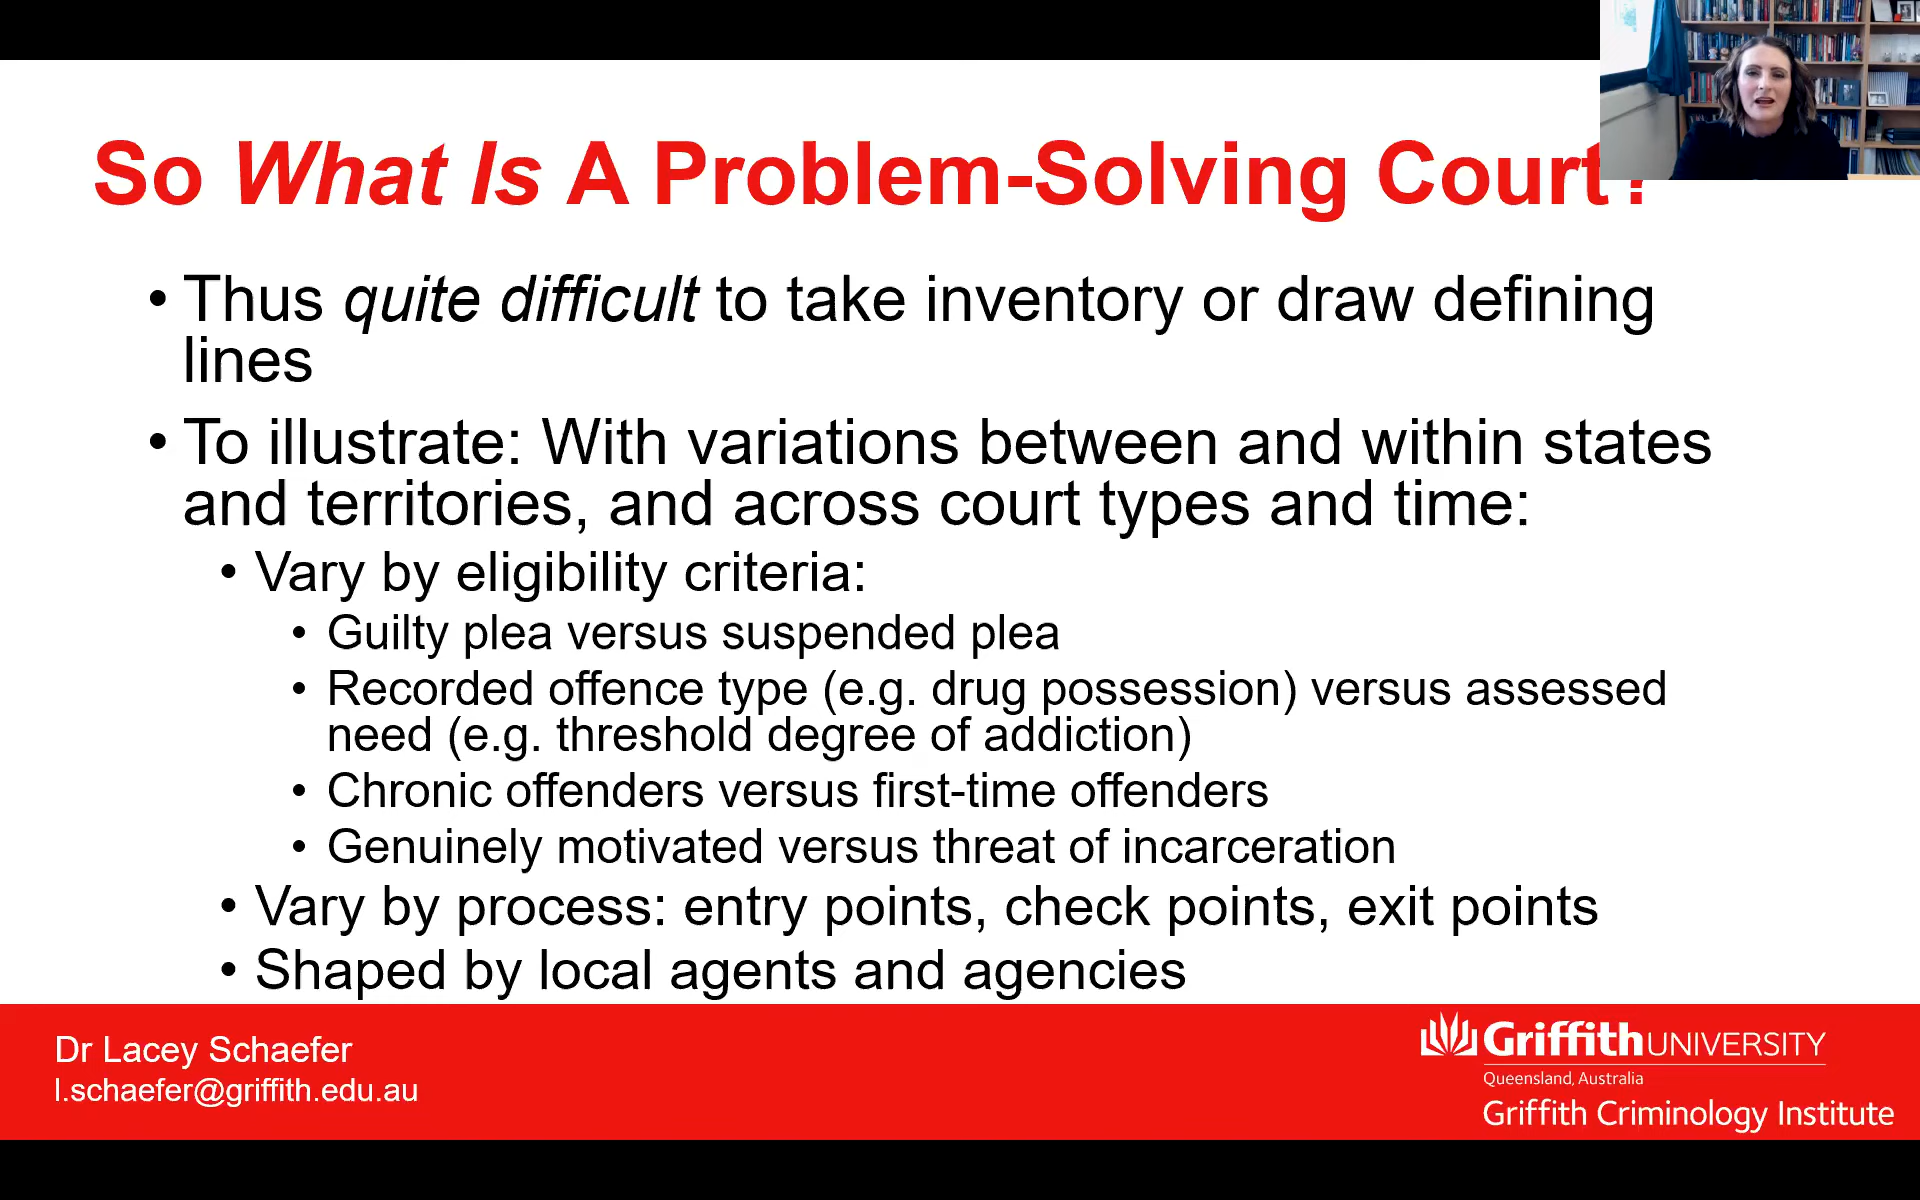 So What Is A Problem-Solving Court?
• Thus quite difficult to take inventory or draw defining
lines
• To illustrate: With variations between and within states
and territories, and across court types and time:
• Vary by eligibility criteria:
• Guilty plea versus suspended plea
• Recorded offence type (e.g. drug possession) versus assessed
need (e.g. threshold degree of addiction)
• Chronic offenders versus first-time offenders
• Genuinely motivated versus threat of incarceration
• Vary by process: entry points, check points, exit points
• Shaped by local agents and agencies
Dr Lacey Schaefer
l.schaefer@griffith.edu.au
Griffith UNIVERSITY
Queensland, Australia
Griffith Criminology Institute